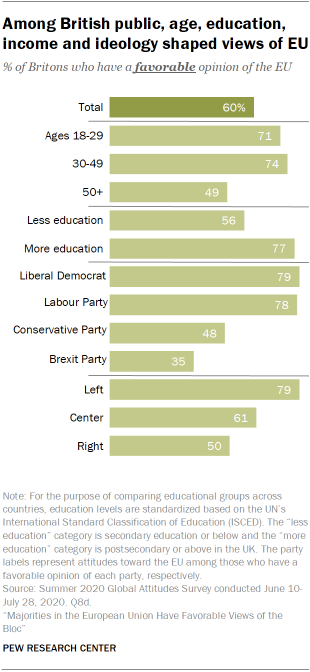 Among British public, age, education,
income and ideology shaped views of EU
% of Britons who have a favorable opinion of the EU
Total 60%
Ages 18-29 71
30-49 74
50+ 49
Less education 56
More education 77
Liberal Democrat 79
Labour Party 78
Conservative Party 48
Brexit Party 35
Left 79
Center 61
Right 50
Note: For the purpose of comparing educational groups across
countries, education levels are standardized based on the UN's
International Standard Classification of Education (ISCED). The “less
education” category is secondary education or below and the “more
education” category is postsecondary or above in the UK. The party
labels represent attitudes toward the EU among those who have a
favorable opinion of each party, respectively.
Source: Summer 2020 Global Attitudes Survey conducted June 10-
July 28, 2020. Q8d.
“Majorities in the European Union Have Favorable Views of the
Bloc”
PEW RESEARCH CENTER